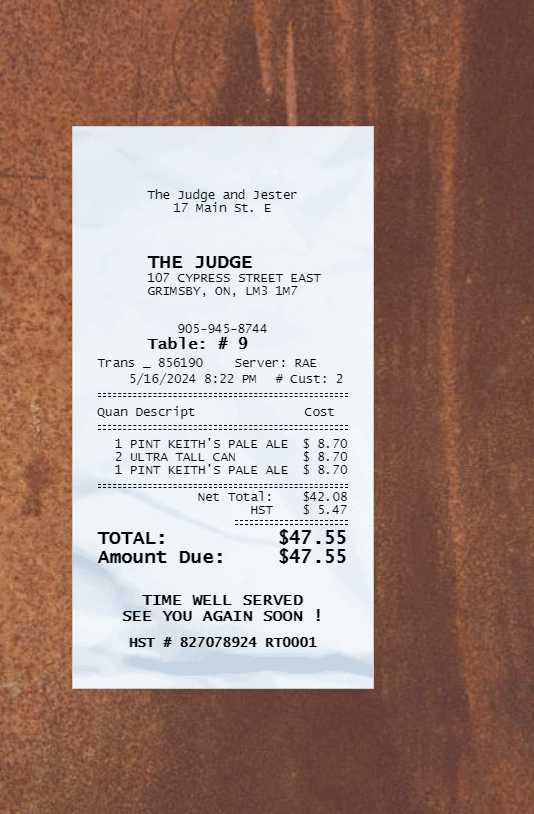 The Judge and Jester
17 Main St. E
THE JUDGE
107 CYPRESS STREET EAST
GRIMSBY, ON, LM3 1M7
905-945-8744
Table: # 9
Trans _ 856190 Server: RAE
5/16/2024 8:22 PM # Cust: 2
Quan Descript Cost
1 PINT KEITH'S PALE ALE $ 8.70
2 ULTRA TALL CAN $ 8.70
1 PINT KEITH'S PALE ALE $ 8.70
Net Total: $42.08
HST $ 5.47
TOTAL: $47.55
Amount Due: $47.55
TIME WELL SERVED
SEE YOU AGAIN SOON !
HST # 827078924 RT0001